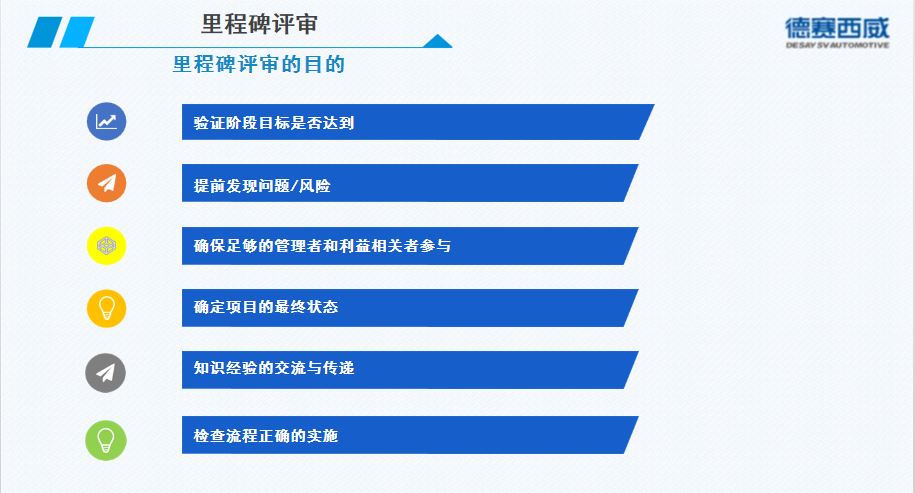 里程碑评审
德赛西威
DESAY SV AUTOMOTIVE
里程碑评审的目的
验证阶段目标是否达到
提前发现问题/风险
确保足够的管理者和利益相关者参与
确定项目的最终状态
知识经验的交流与传递
检查流程正确的实施